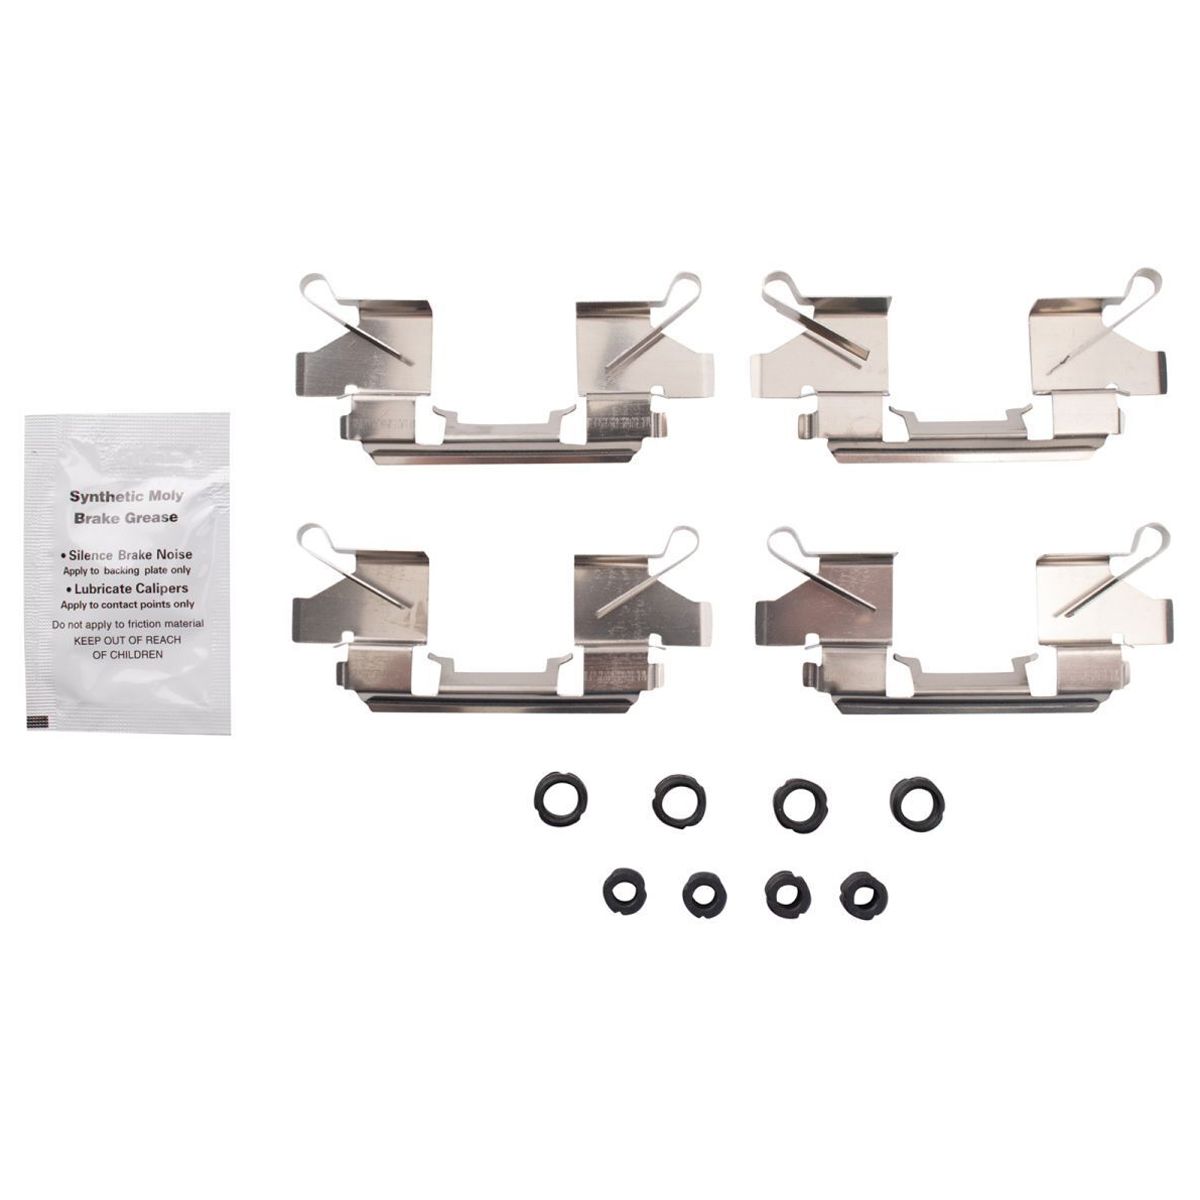 Synthetic Moly
Brake Grease
• Silence Brake Noise
Apply to backing plate only
• Lubricate Calipers
Apply to contact points only
Do not apply to friction material
KEEP OUT OF REACH
OF CHILDREN